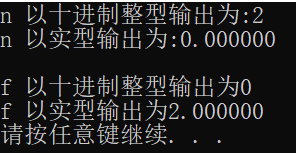 n 以十进制整型输出为:2
n 以实型输出为:0.000000
f 以十进制整型输出为0
f 以实型输出为2.000000
请按任意键继续. . .